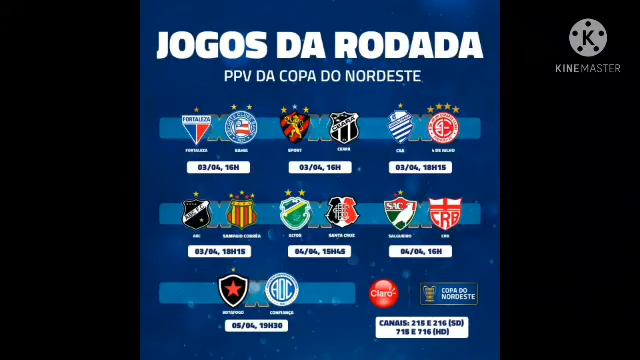 JOGOS DA RODADA
PPV DA COPA DO NORDESTE
KINEMASTER
FORTALEZA
BAHIA
SPORT
CEARÁ
CSA
4 DE JULHO
03/04, 16H
03/04, 16H
03/04, 18H15
ABC
SAMPAIO CORRÊA
ALTOS
SANTA CRUZ
SALGUEIRO
CRB
03/04, 18H15
04/04, 15H45
04/04, 16H
BOTAFOGO
CONFIANÇA
05/04, 19H30
Claro
COPA DO
NORDESTE
CANAIS: 215 E 216 (SD)
715 E 716 (HD)